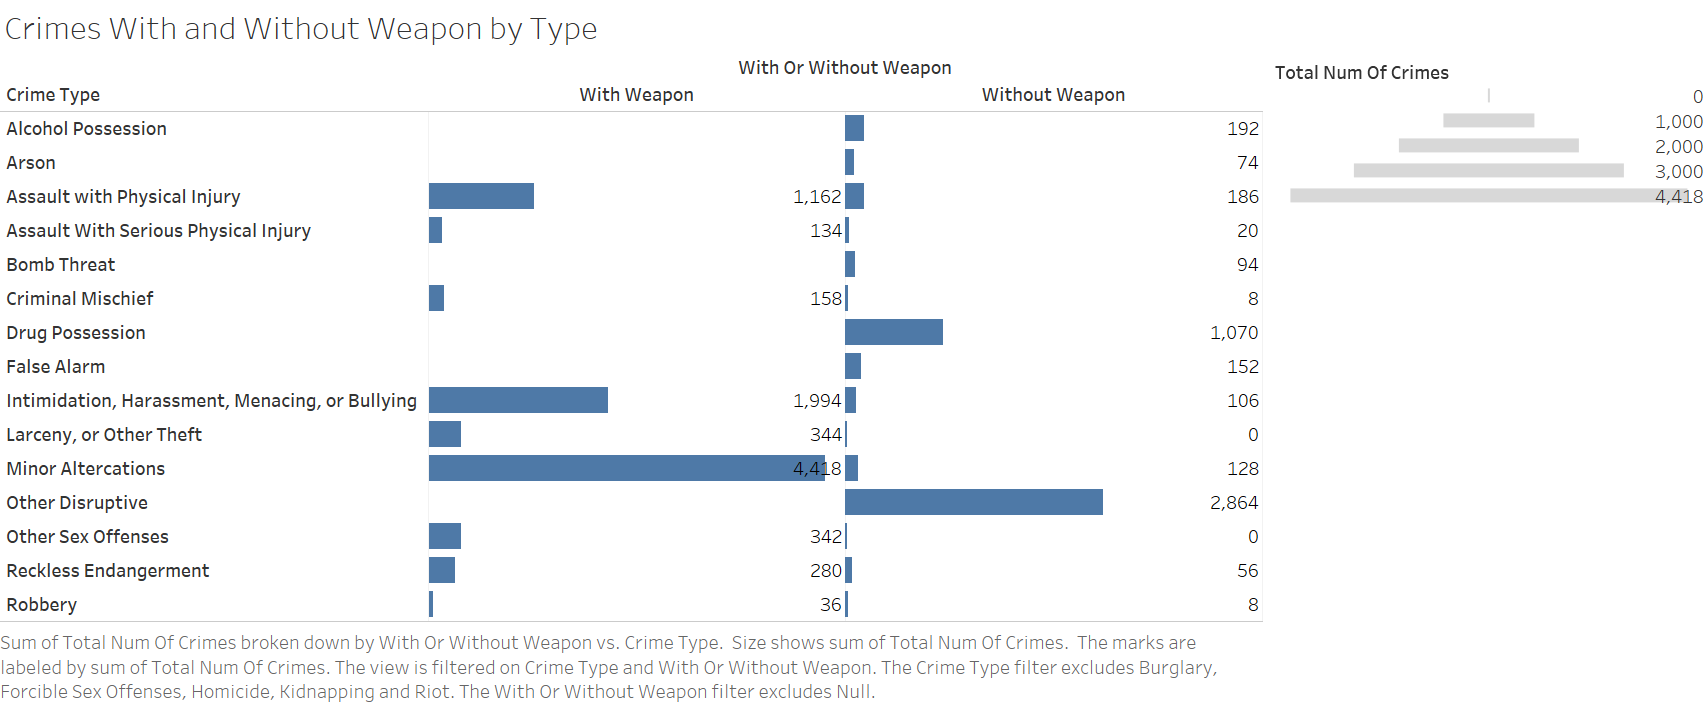 Crimes With and Without Weapon by Type
With Or Without Weapon
Crime Type With Weapon Without Weapon
Alcohol Possession 192
Arson 74
Assault with Physical Injury 1,162 186
Assault With Serious Physical Injury 134 20
Bomb Threat 94
Criminal Mischief 158 8
Drug Possession 1,070
False Alarm 152
Intimidation, Harassment, Menacing, or Bullying 1,994 106
Larceny, or Other Theft 344 0
Minor Altercations 4,418 128
Other Disruptive 2,864
Other Sex Offenses 342 0
Reckless Endangerment 280 56
Robbery 36 8
Total Num Of Crimes
0
1,000
2,000
3,000
4,418
Sum of Total Num Of Crimes broken down by With Or Without Weapon vs. Crime Type.  Size shows sum of Total Num Of Crimes.  The marks are
labeled by sum of Total Num Of Crimes. The view is filtered on Crime Type and With Or Without Weapon. The Crime Type filter excludes Burglary,
Forcible Sex Offenses, Homicide, Kidnapping and Riot. The With Or Without Weapon filter excludes Null.